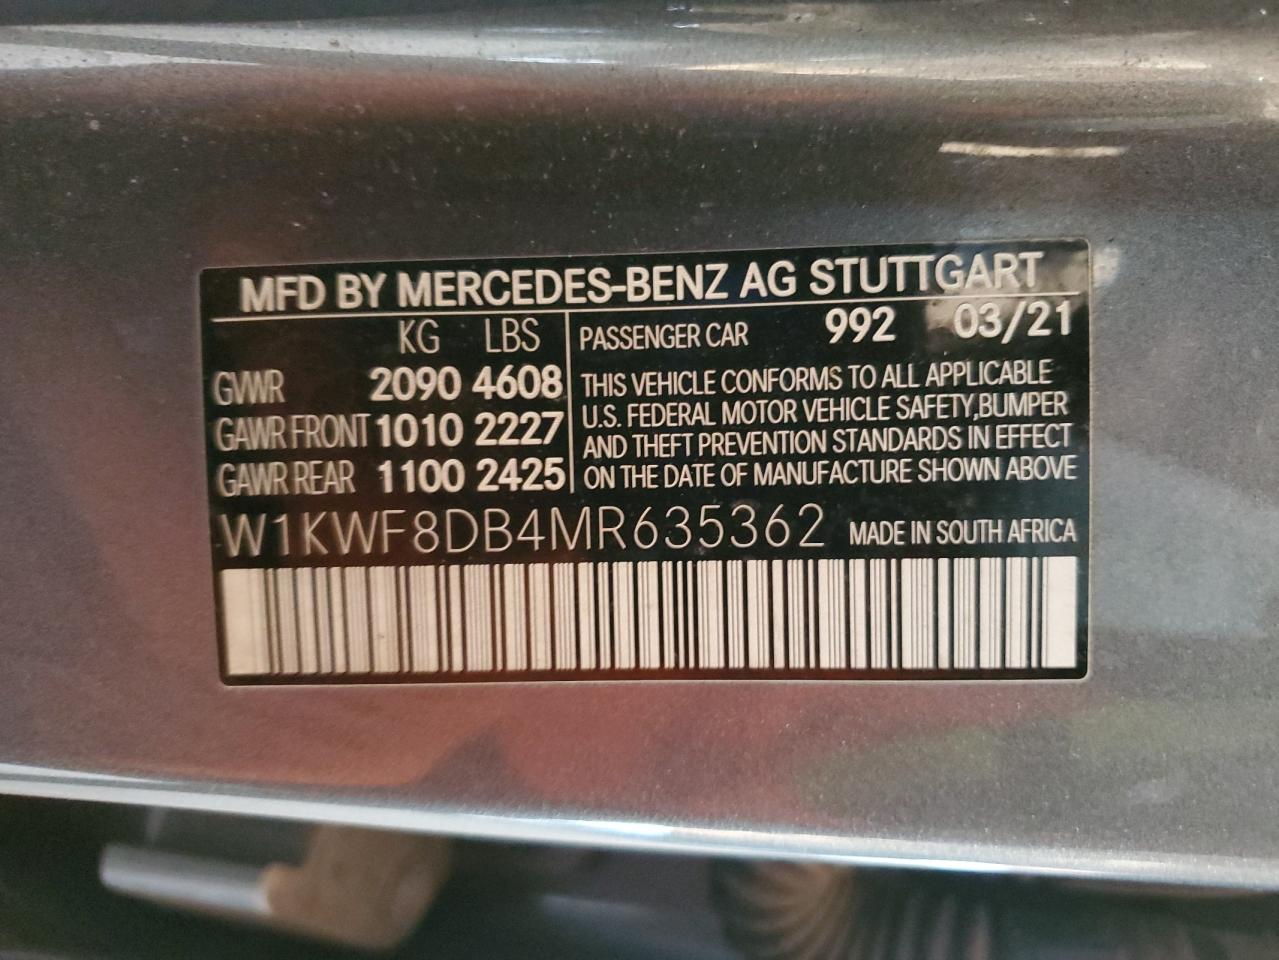 MFD BY MERCEDES-BENZ AG STUTTGART
KG LBS
PASSENGER CAR 992 03/21
GVWR 2090 4608
GAWR FRONT 1010 2227
GAWR REAR 1100 2425
THIS VEHICLE CONFORMS TO ALL APPLICABLE
U.S. FEDERAL MOTOR VEHICLE SAFETY,BUMPER
AND THEFT PREVENTION STANDARDS IN EFFECT
ON THE DATE OF MANUFACTURE SHOWN ABOVE
W1KWF8DB4MR635362 MADE IN SOUTH AFRICA